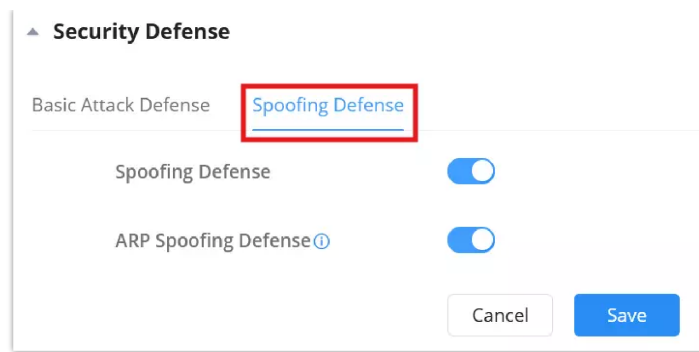 Security Defense
Basic Attack Defense Spoofing Defense
Spoofing Defense
ARP Spoofing Defense
Cancel Save